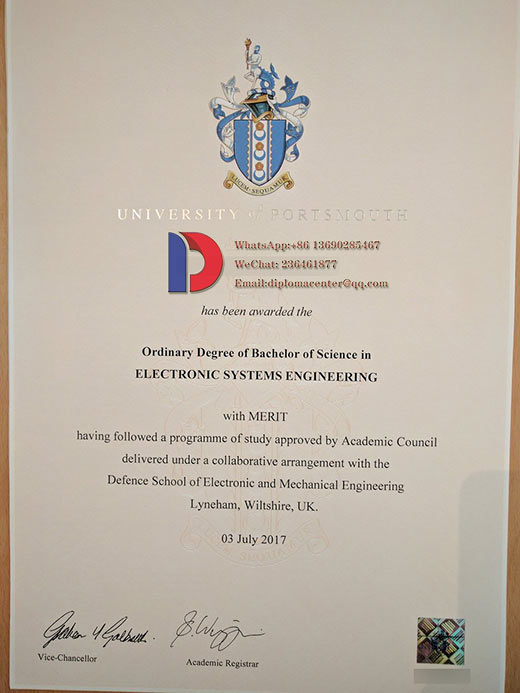 LUCEM SEQUAMUR
UNIVERSITY of PORTSMOUTH
WhatsApp:+86 13690285467
WeChat: 236461877
Email:diplomacenter@qq.com
has been awarded the
Ordinary Degree of Bachelor of Science in
ELECTRONIC SYSTEMS ENGINEERING
with MERIT
having followed a programme of study approved by Academic Council
delivered under a collaborative arrangement with the
Defence School of Electronic and Mechanical Engineering
Lyneham, Wiltshire, UK.
03 July 2017
Vice-Chancellor
Academic Registrar